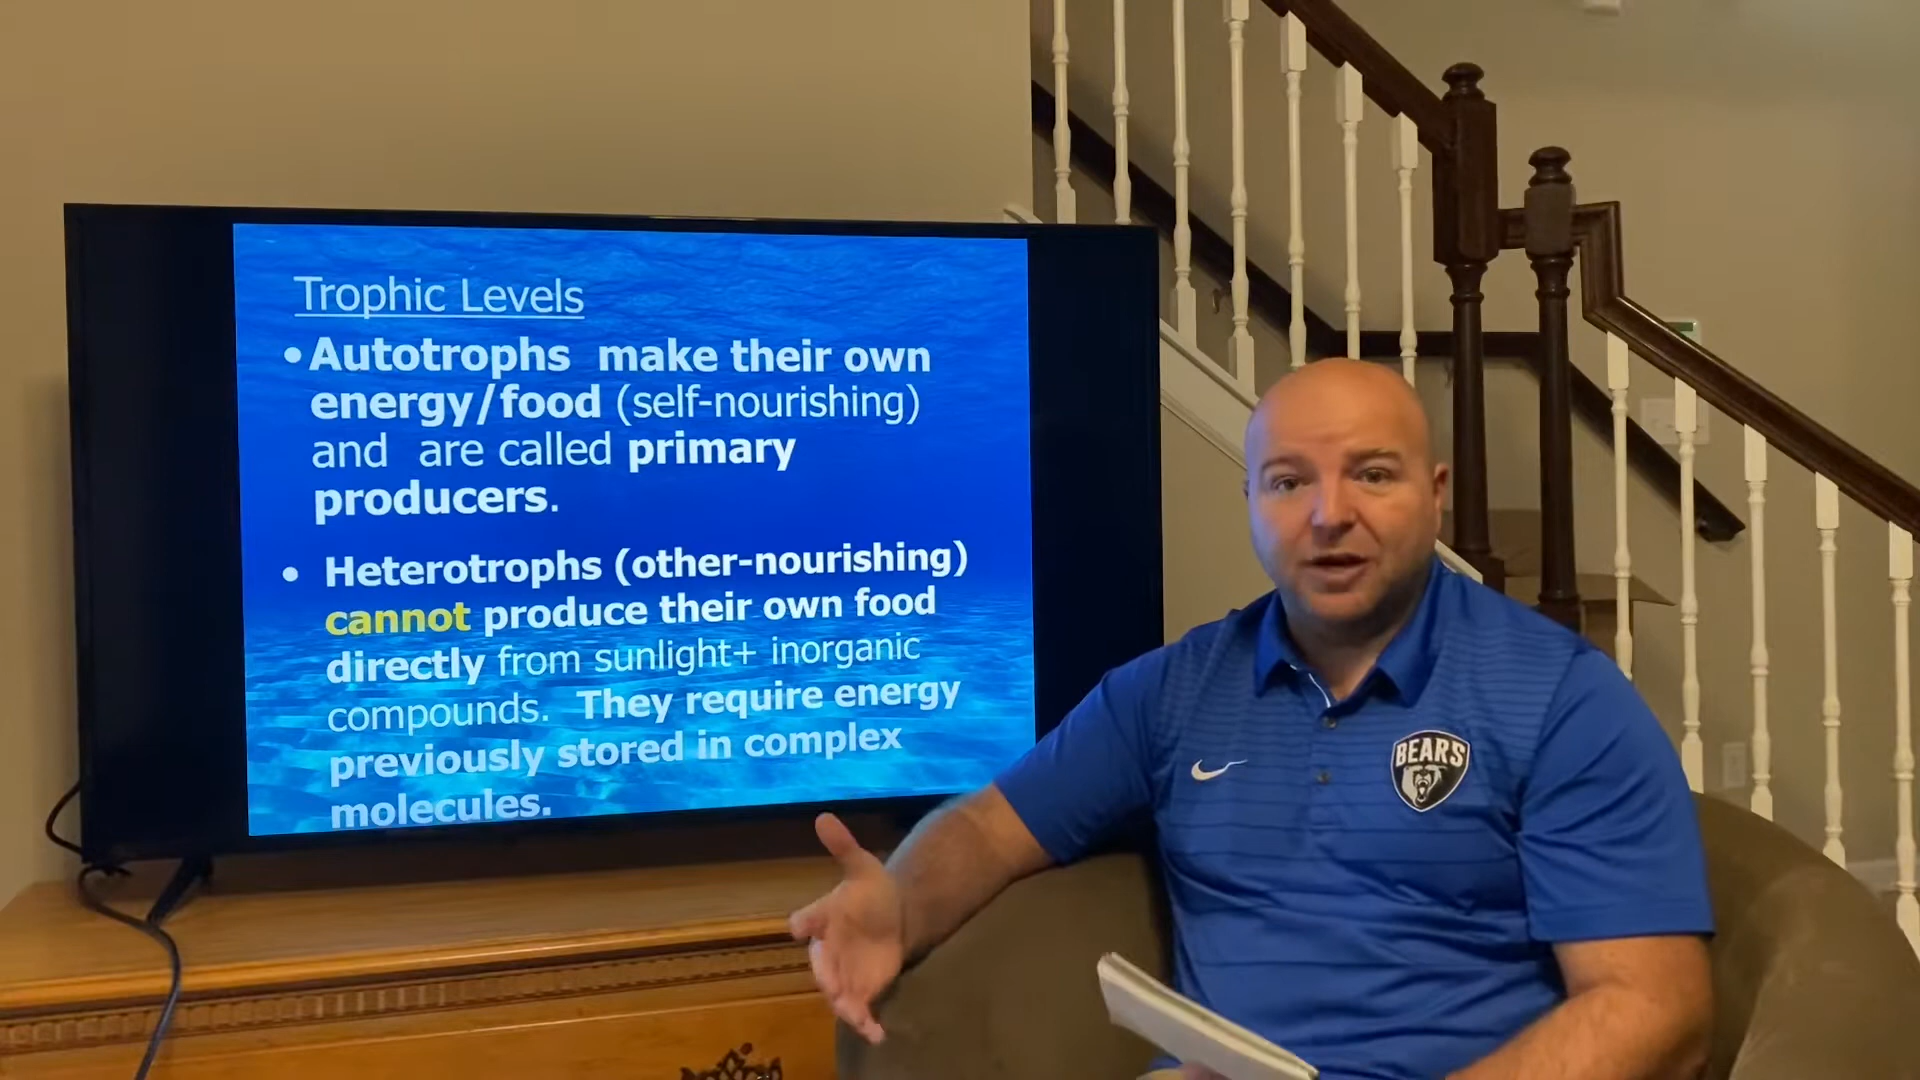 Trophic Levels
•Autotrophs make their own
energy/food (self-nourishing)
and are called primary
producers.
• Heterotrophs (other-nourishing)
cannot produce their own food
directly from sunlight+ inorganic
compounds. They require energy
previously stored in complex
molecules.
BEARS